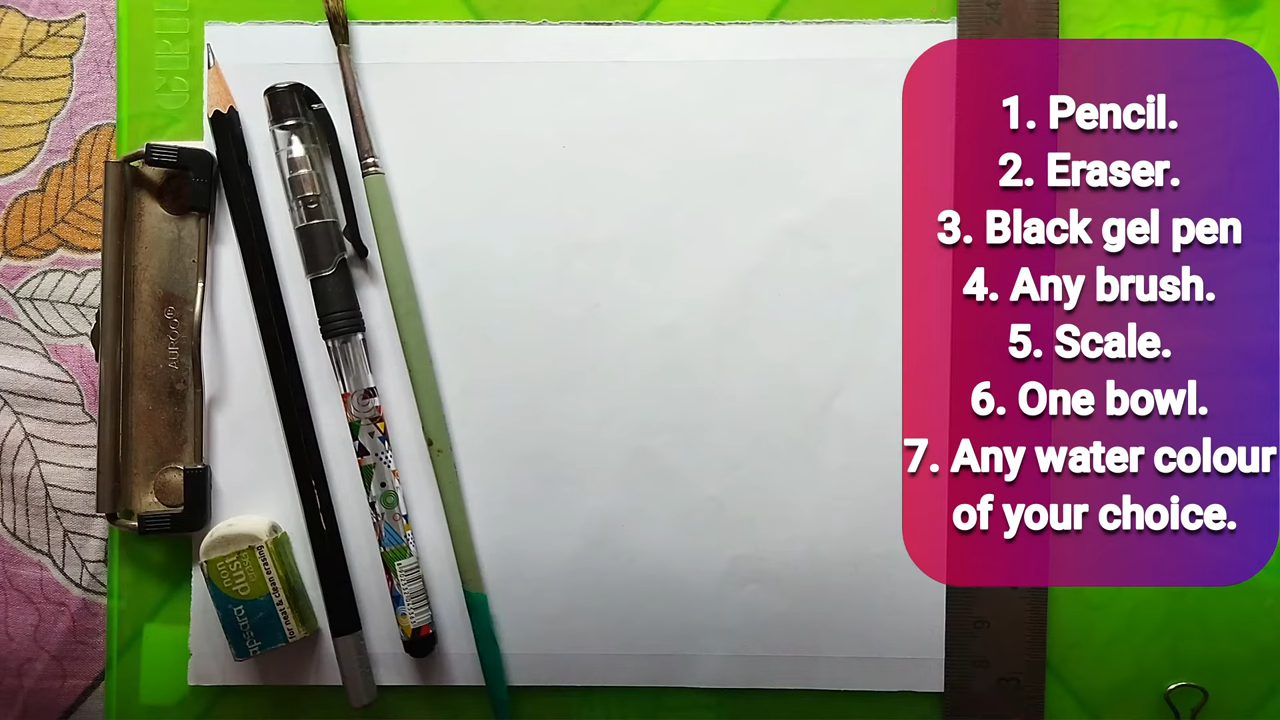 1. Pencil.
2. Eraser.
3. Black gel pen
4. Any brush.
5. Scale.
6. One bowl.
7. Any water colour
of your choice.
AUROO®
apsara
non
dust
for neat & clean erasing
24